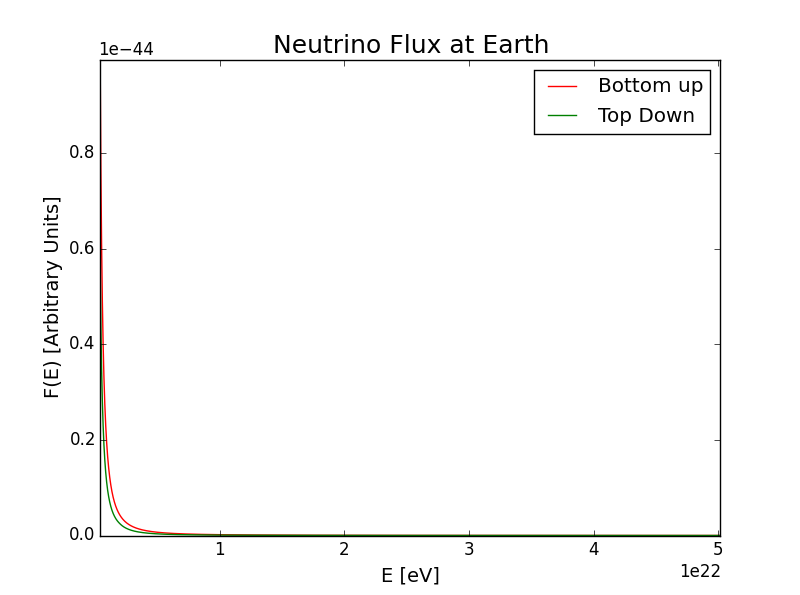 Neutrino Flux at Earth
1e−44
Bottom up
Top Down
0.8
0.6
0.4
0.2
0.0
F(E) [Arbitrary Units]
1 2 3 4 5
1e22
E [eV]